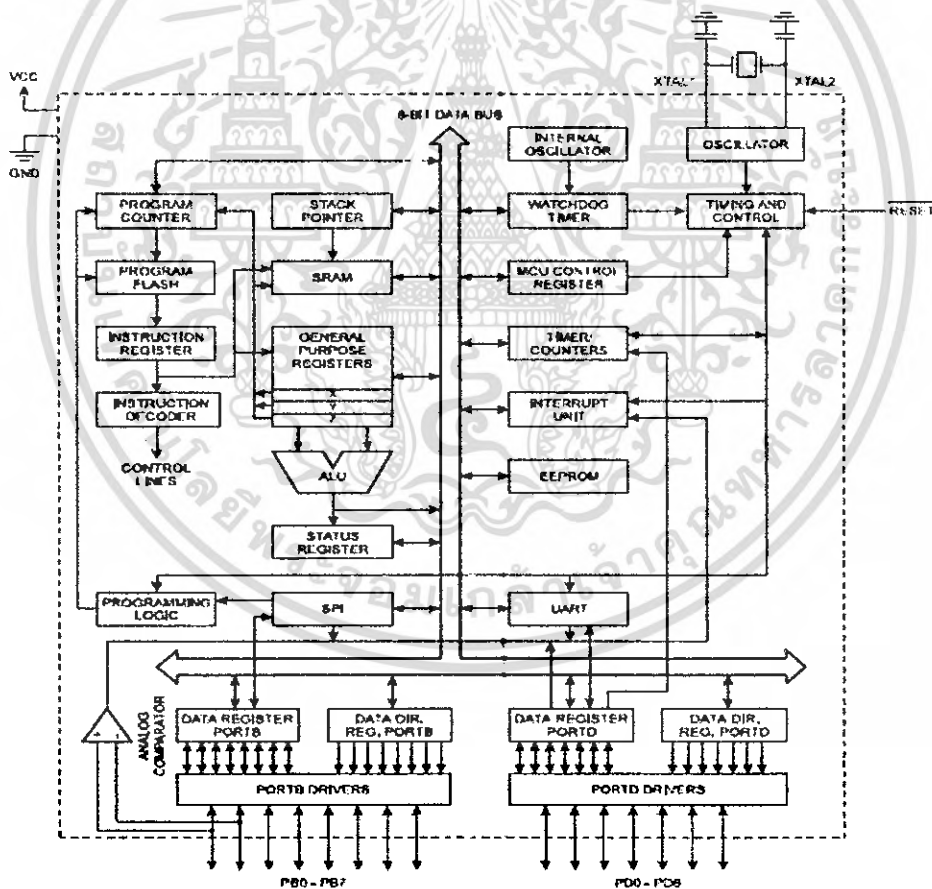 VCC
GND
XTAL1
XTAL2
8-BIT DATA BUS
INTERNAL
OSCILLATOR
OSCILLATOR
PROGRAM
COUNTER
STACK
POINTER
WATCHDOG
TIMER
TIMING AND
CONTROL
RESET
PROGRAM
FLASH
SRAM
MCU CONTROL
REGISTER
INSTRUCTION
REGISTER
GENERAL
PURPOSE
REGISTERS
X
Y
TIMER/
COUNTERS
INSTRUCTION
DECODER
INTERRUPT
UNIT
CONTROL
LINES
ALU
EEPROM
STATUS
REGISTER
PROGRAMMING
LOGIC
SPI
UART
ANALOG
COMPARATOR
DATA REGISTER
PORTB
DATA DIR.
REG. PORTB
DATA REGISTER
PORTD
DATA DIR.
REG. PORTD
PORTB DRIVERS
PORTD DRIVERS
PB0 - PB7
PD0 - PD6